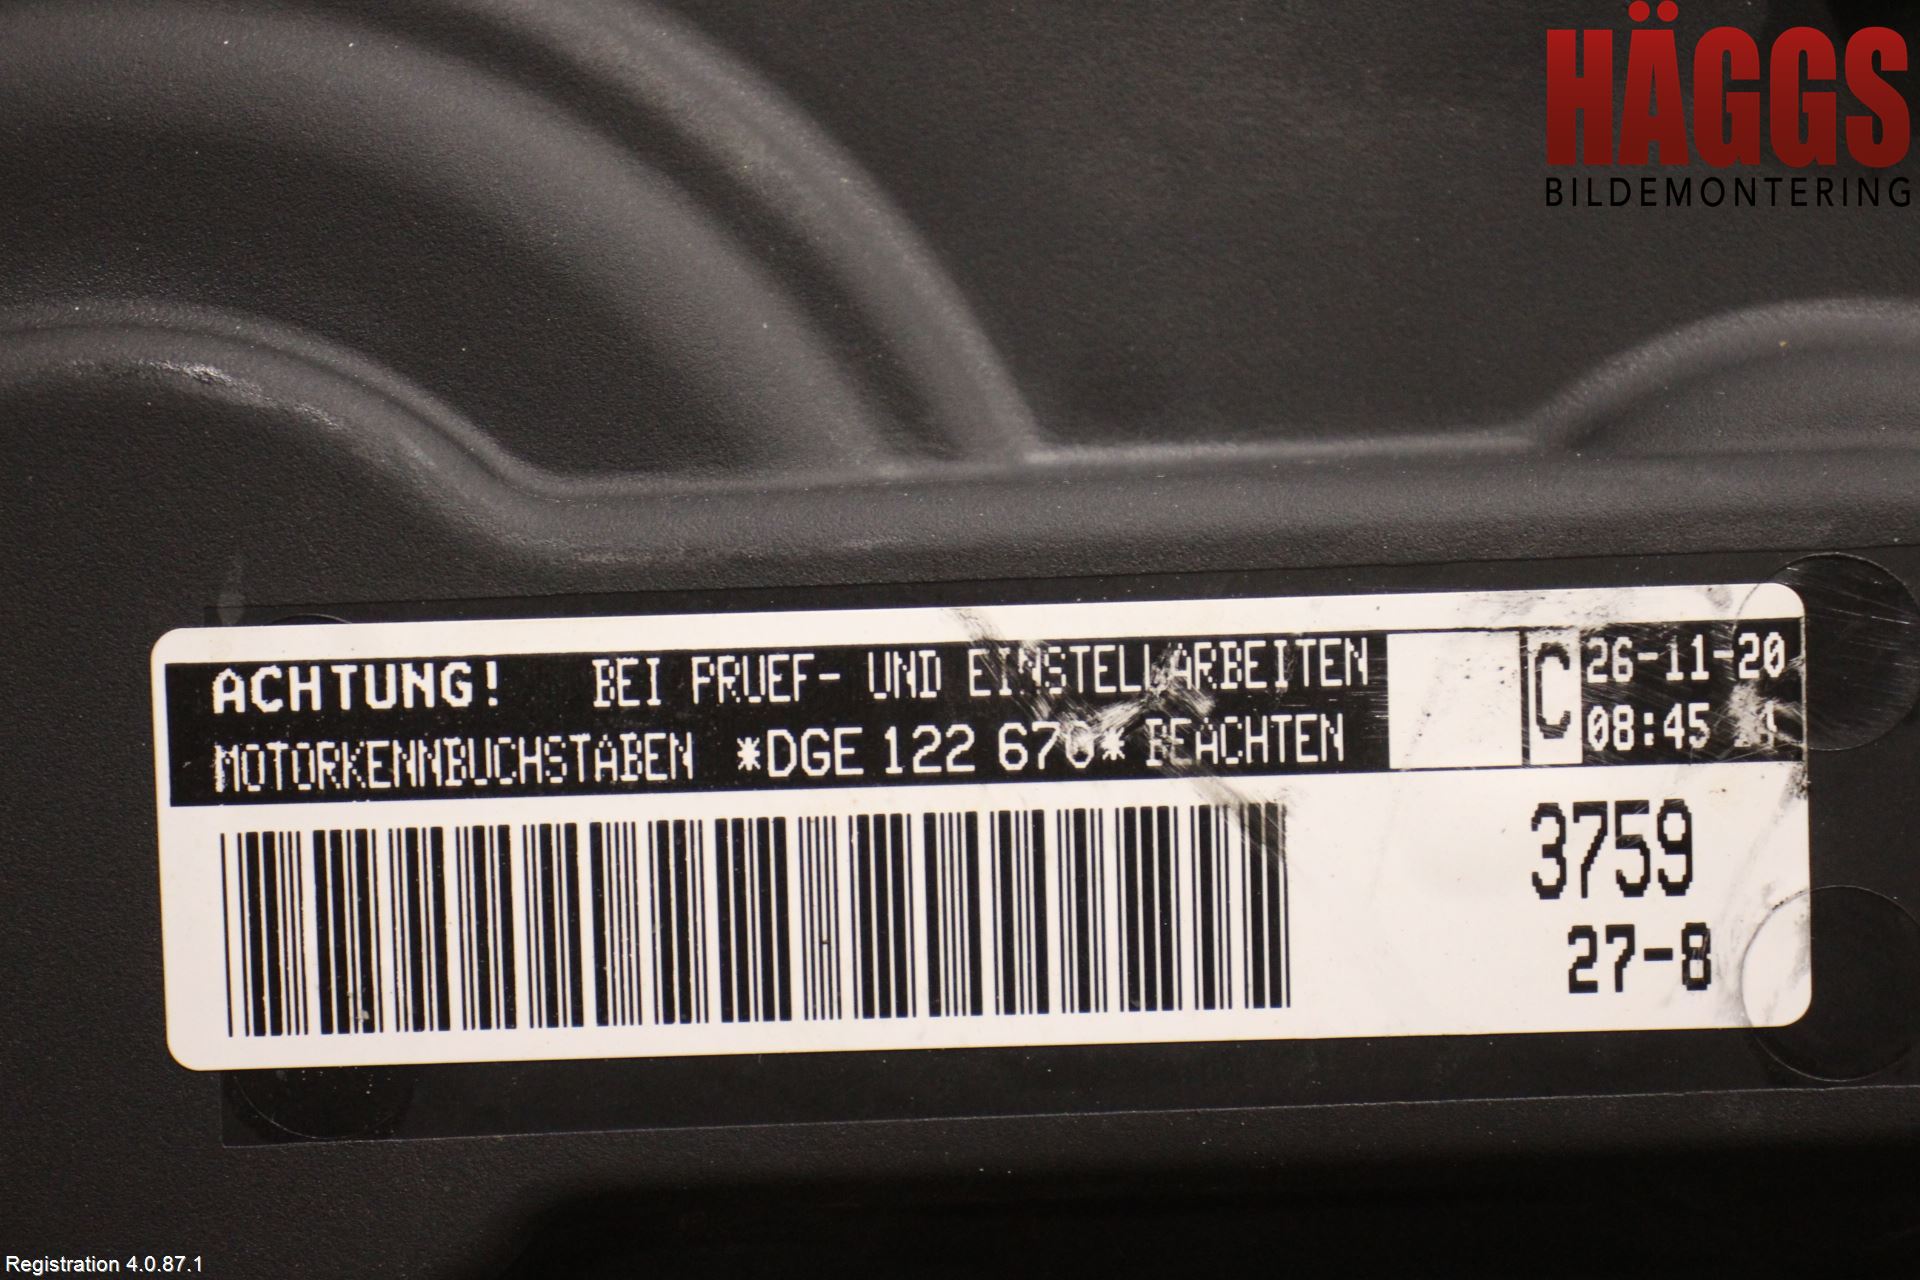 HÄGGS
BILDEMONTERING
ACHTUNG! BEI PRUEF- UND EINSTELLARBEITEN
MOTORKENNBUCHSTABEN *DGE 122 670* BEACHTEN
C
26-11-20
08:45
3759
27-8
Registration 4.0.87.1